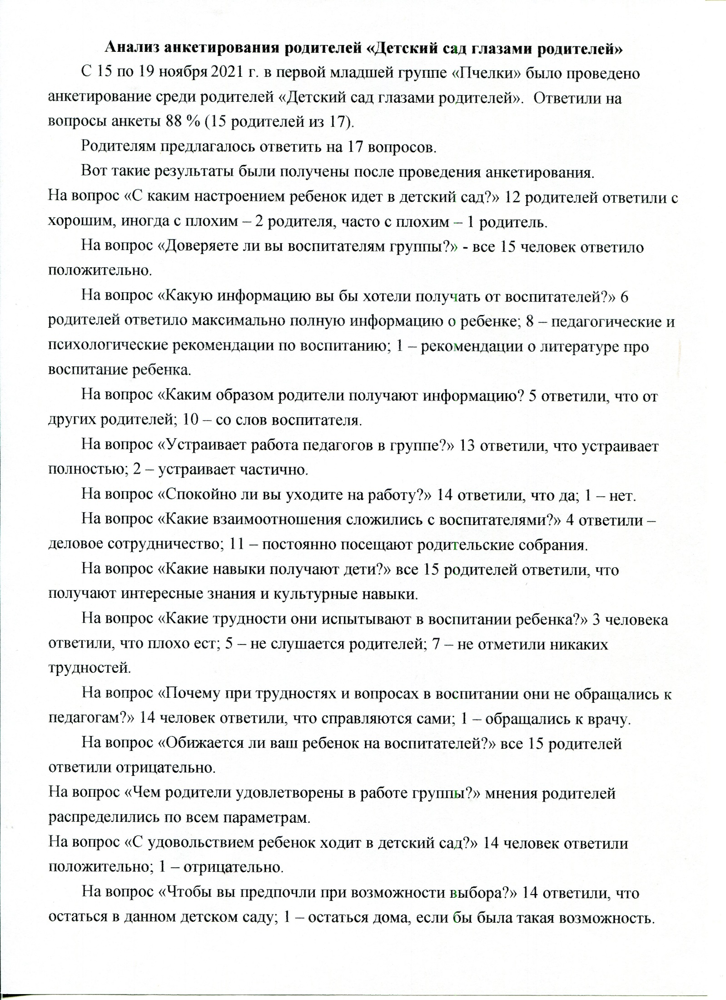 Анализ анкетирования родителей «Детский сад глазами родителей»
С 15 по 19 ноября 2021 г. в первой младшей группе «Пчелки» было проведено
анкетирование среди родителей «Детский сад глазами родителей». Ответили на
вопросы анкеты 88 % (15 родителей из 17).
Родителям предлагалось ответить на 17 вопросов.
Вот такие результаты были получены после проведения анкетирования.
На вопрос «С каким настроением ребенок идет в детский сад?» 12 родителей ответили с
хорошим, иногда с плохим – 2 родителя, часто с плохим – 1 родитель.
На вопрос «Доверяете ли вы воспитателям группы?» - все 15 человек ответило
положительно.
На вопрос «Какую информацию вы бы хотели получать от воспитателей?» 6
родителей ответило максимально полную информацию о ребенке; 8 – педагогические и
психологические рекомендации по воспитанию; 1 – рекомендации о литературе про
воспитание ребенка.
На вопрос «Каким образом родители получают информацию? 5 ответили, что от
других родителей; 10 – со слов воспитателя.
На вопрос «Устраивает работа педагогов в группе?» 13 ответили, что устраивает
полностью; 2 – устраивает частично.
На вопрос «Спокойно ли вы уходите на работу?» 14 ответили, что да; 1 – нет.
На вопрос «Какие взаимоотношения сложились с воспитателями?» 4 ответили –
деловое сотрудничество; 11 – постоянно посещают родительские собрания.
На вопрос «Какие навыки получают дети?» все 15 родителей ответили, что
получают интересные знания и культурные навыки.
На вопрос «Какие трудности они испытывают в воспитании ребенка?» 3 человека
ответили, что плохо ест; 5 – не слушается родителей; 7 – не отметили никаких
трудностей.
На вопрос «Почему при трудностях и вопросах в воспитании они не обращались к
педагогам?» 14 человек ответили, что справляются сами; 1 – обращались к врачу.
На вопрос «Обижается ли ваш ребенок на воспитателей?» все 15 родителей
ответили отрицательно.
На вопрос «Чем родители удовлетворены в работе группы?» мнения родителей
распределились по всем параметрам.
На вопрос «С удовольствием ребенок ходит в детский сад?» 14 человек ответили
положительно; 1 – отрицательно.
На вопрос «Чтобы вы предпочли при возможности выбора?» 14 ответили, что
остаться в данном детском саду; 1 – остаться дома, если бы была такая возможность.